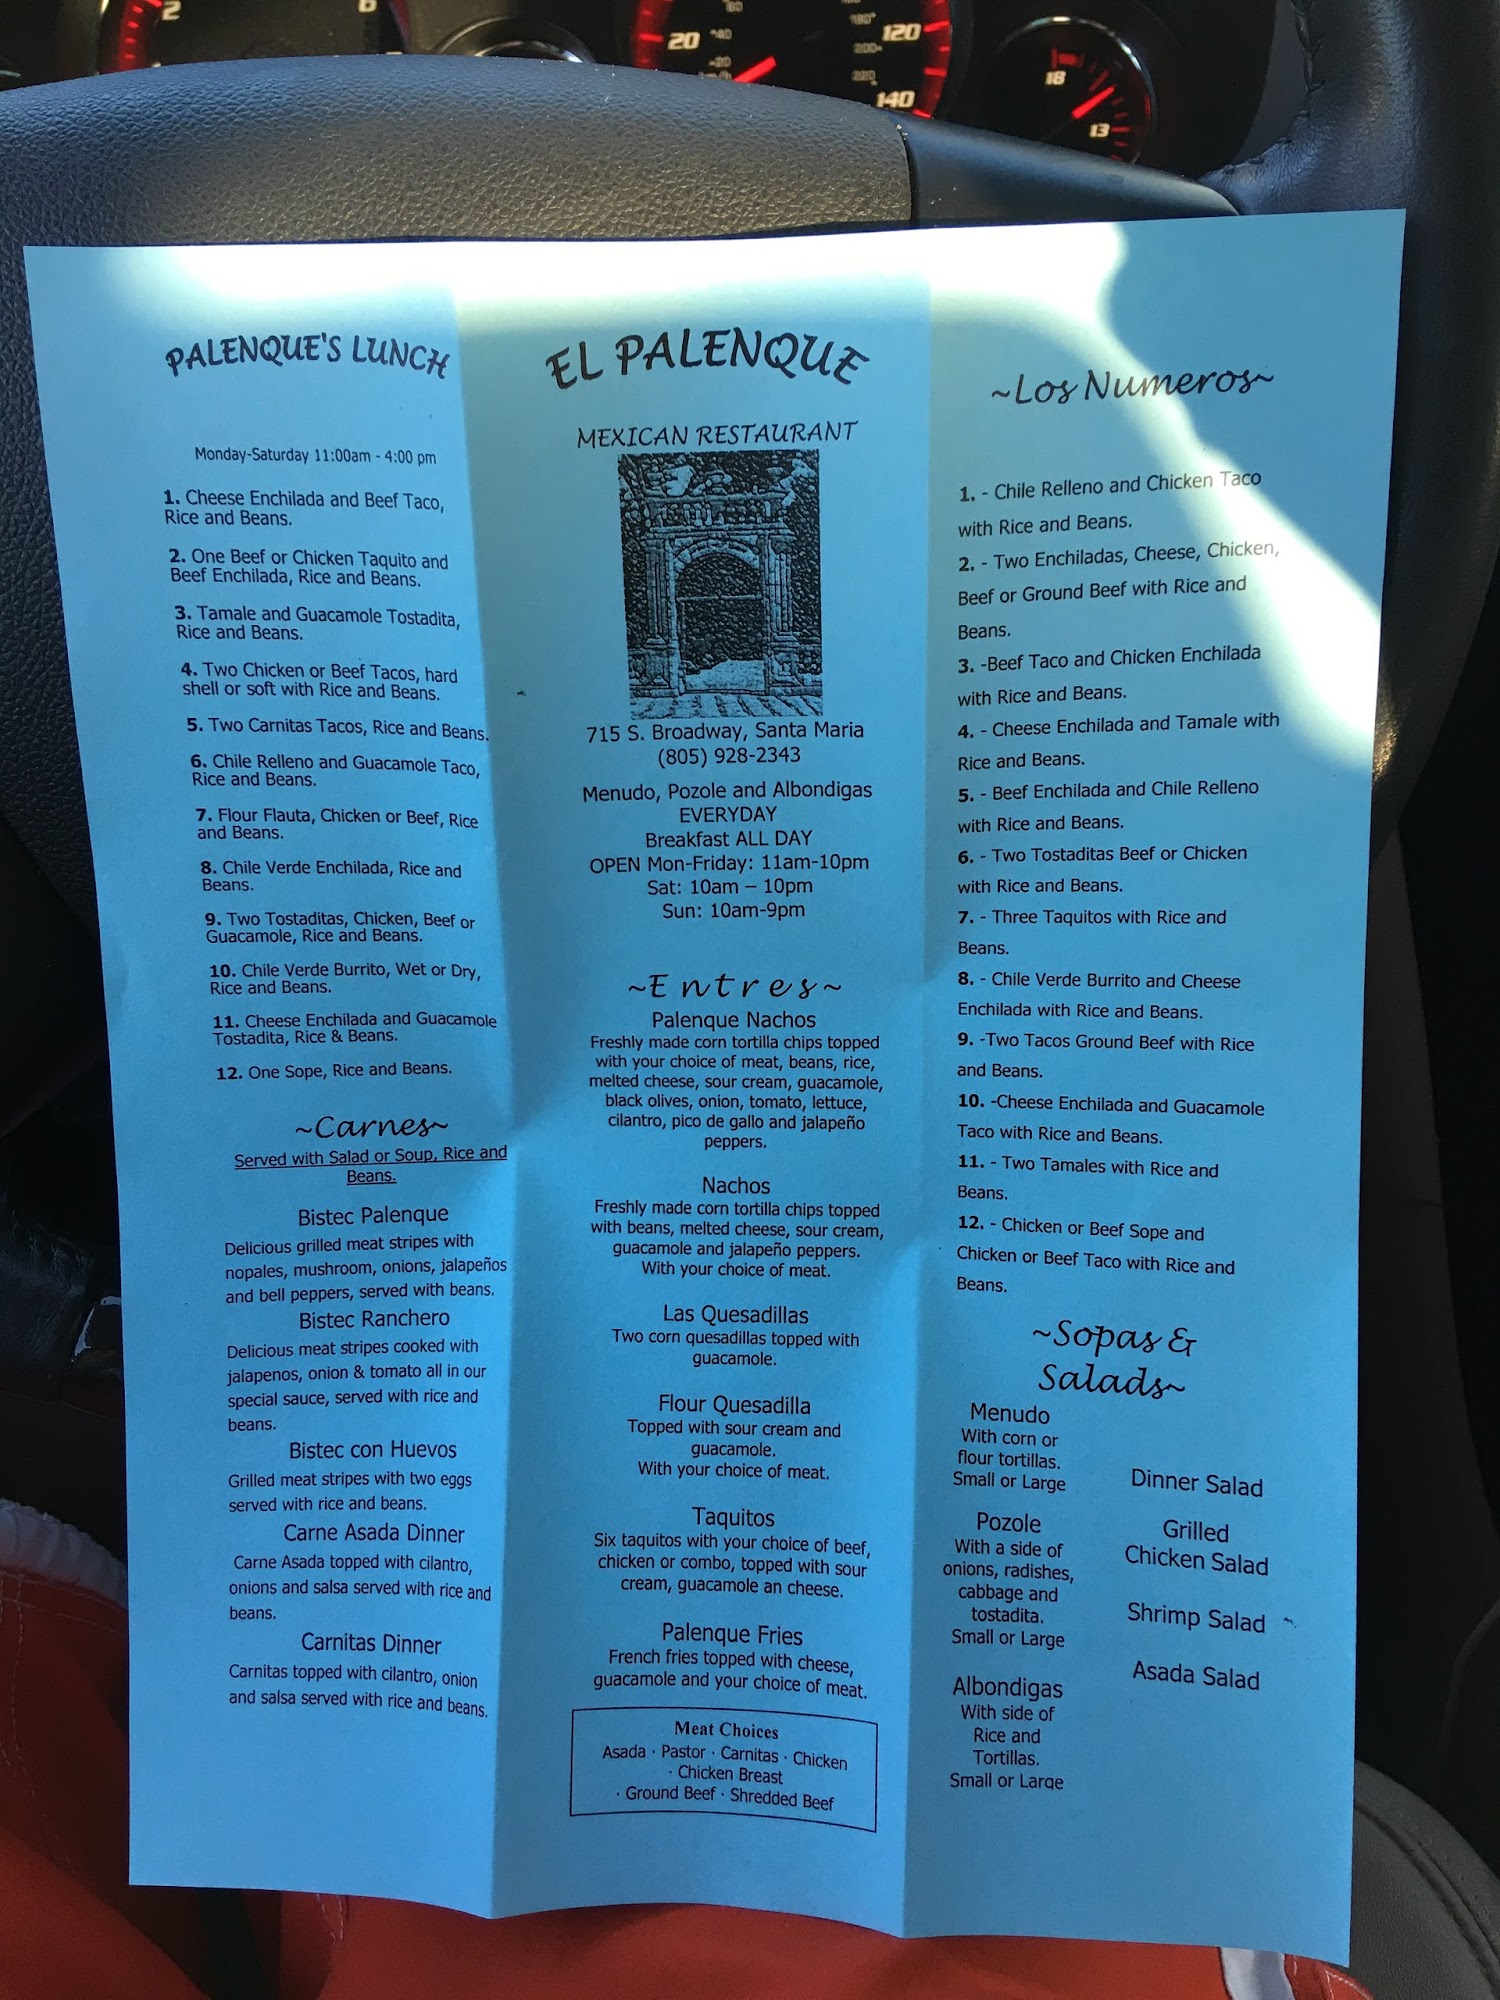 2
6
20
40
20
60
180
120
200
220
140
18
13
PALENQUE'S LUNCH
Monday-Saturday 11:00am - 4:00 pm
1. Cheese Enchilada and Beef Taco,
Rice and Beans.
2. One Beef or Chicken Taquito and
Beef Enchilada, Rice and Beans.
3. Tamale and Guacamole Tostadita,
Rice and Beans.
4. Two Chicken or Beef Tacos, hard
shell or soft with Rice and Beans.
5. Two Carnitas Tacos, Rice and Beans.
6. Chile Relleno and Guacamole Taco,
Rice and Beans.
7. Flour Flauta, Chicken or Beef, Rice
and Beans.
8. Chile Verde Enchilada, Rice and
Beans.
9. Two Tostaditas, Chicken, Beef or
Guacamole, Rice and Beans.
10. Chile Verde Burrito, Wet or Dry,
Rice and Beans.
11. Cheese Enchilada and Guacamole
Tostadita, Rice & Beans.
12. One Sope, Rice and Beans.
~Carnes~
Served with Salad or Soup, Rice and
Beans.
Bistec Palenque
Delicious grilled meat stripes with
nopales, mushroom, onions, jalapeños
and bell peppers, served with beans.
Bistec Ranchero
Delicious meat stripes cooked with
jalapenos, onion & tomato all in our
special sauce, served with rice and
beans.
Bistec con Huevos
Grilled meat stripes with two eggs
served with rice and beans.
Carne Asada Dinner
Carne Asada topped with cilantro,
onions and salsa served with rice and
beans.
Carnitas Dinner
Carnitas topped with cilantro, onion
and salsa served with rice and beans.
EL PALENQUE
MEXICAN RESTAURANT
715 S. Broadway, Santa Maria
(805) 928-2343
Menudo, Pozole and Albondigas
EVERYDAY
Breakfast ALL DAY
OPEN Mon-Friday: 11am-10pm
Sat: 10am – 10pm
Sun: 10am-9pm
~Entres~
Palenque Nachos
Freshly made corn tortilla chips topped
with your choice of meat, beans, rice,
melted cheese, sour cream, guacamole,
black olives, onion, tomato, lettuce,
cilantro, pico de gallo and jalapeño
peppers.
Nachos
Freshly made corn tortilla chips topped
with beans, melted cheese, sour cream,
guacamole and jalapeño peppers.
With your choice of meat.
Las Quesadillas
Two corn quesadillas topped with
guacamole.
Flour Quesadilla
Topped with sour cream and
guacamole.
With your choice of meat.
Taquitos
Six taquitos with your choice of beef,
chicken or combo, topped with sour
cream, guacamole an cheese.
Palenque Fries
French fries topped with cheese,
guacamole and your choice of meat.
Meat Choices
Asada · Pastor · Carnitas · Chicken
· Chicken Breast
· Ground Beef · Shredded Beef
~Los Numeros~
1. - Chile Relleno and Chicken Taco
with Rice and Beans.
2. - Two Enchiladas, Cheese, Chicken,
Beef or Ground Beef with Rice and
Beans.
3. -Beef Taco and Chicken Enchilada
with Rice and Beans.
4. - Cheese Enchilada and Tamale with
Rice and Beans.
5. - Beef Enchilada and Chile Relleno
with Rice and Beans.
6. - Two Tostaditas Beef or Chicken
with Rice and Beans.
7. - Three Taquitos with Rice and
Beans.
8. - Chile Verde Burrito and Cheese
Enchilada with Rice and Beans.
9. -Two Tacos Ground Beef with Rice
and Beans.
10. -Cheese Enchilada and Guacamole
Taco with Rice and Beans.
11. - Two Tamales with Rice and
Beans.
12. - Chicken or Beef Sope and
Chicken or Beef Taco with Rice and
Beans.
~Sopas &
Salads~
Menudo
With corn or
flour tortillas.
Small or Large
Pozole
With a side of
onions, radishes,
cabbage and
tostadita.
Small or Large
Albondigas
With side of
Rice and
Tortillas.
Small or Large
Dinner Salad
Grilled
Chicken Salad
Shrimp Salad
Asada Salad